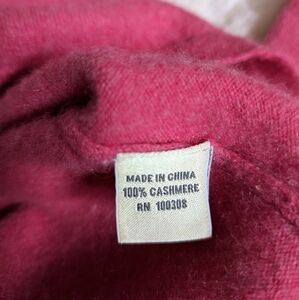 MADE IN CHINA
100% CASHMERE
RN 100308